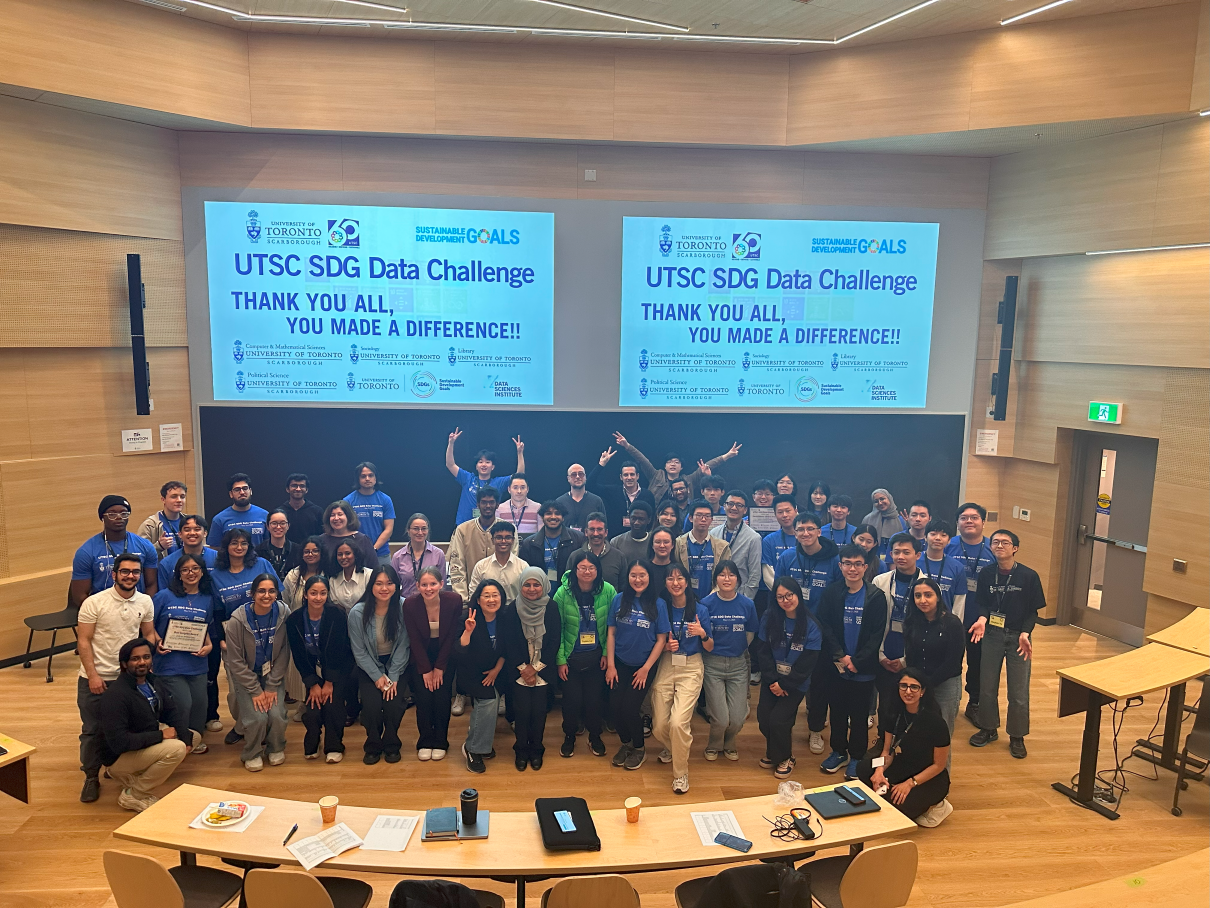 UNIVERSITY OF
TORONTO
SCARBOROUGH
60
SUSTAINABLE
DEVELOPMENT GOALS
UTSC SDG Data Challenge
THANK YOU ALL,
YOU MADE A DIFFERENCE!!
Computer & Mathematical Sciences
UNIVERSITY OF TORONTO
SCARBOROUGH
Sociology
UNIVERSITY OF TORONTO
SCARBOROUGH
Library
UNIVERSITY OF TORONTO
SCARBOROUGH
Political Science
UNIVERSITY OF TORONTO
SCARBOROUGH
UNIVERSITY OF
TORONTO
SDGs
Sustainable
Development
Goals
DATA
SCIENCES
INSTITUTE
UNIVERSITY OF
TORONTO
SCARBOROUGH
60
SUSTAINABLE
DEVELOPMENT GOALS
UTSC SDG Data Challenge
THANK YOU ALL,
YOU MADE A DIFFERENCE!!
Computer & Mathematical Sciences
UNIVERSITY OF TORONTO
SCARBOROUGH
Sociology
UNIVERSITY OF TORONTO
SCARBOROUGH
Library
UNIVERSITY OF TORONTO
SCARBOROUGH
Political Science
UNIVERSITY OF TORONTO
SCARBOROUGH
UNIVERSITY OF
TORONTO
SDGs
Sustainable
Development
Goals
DATA
SCIENCES
INSTITUTE
ATTENTION